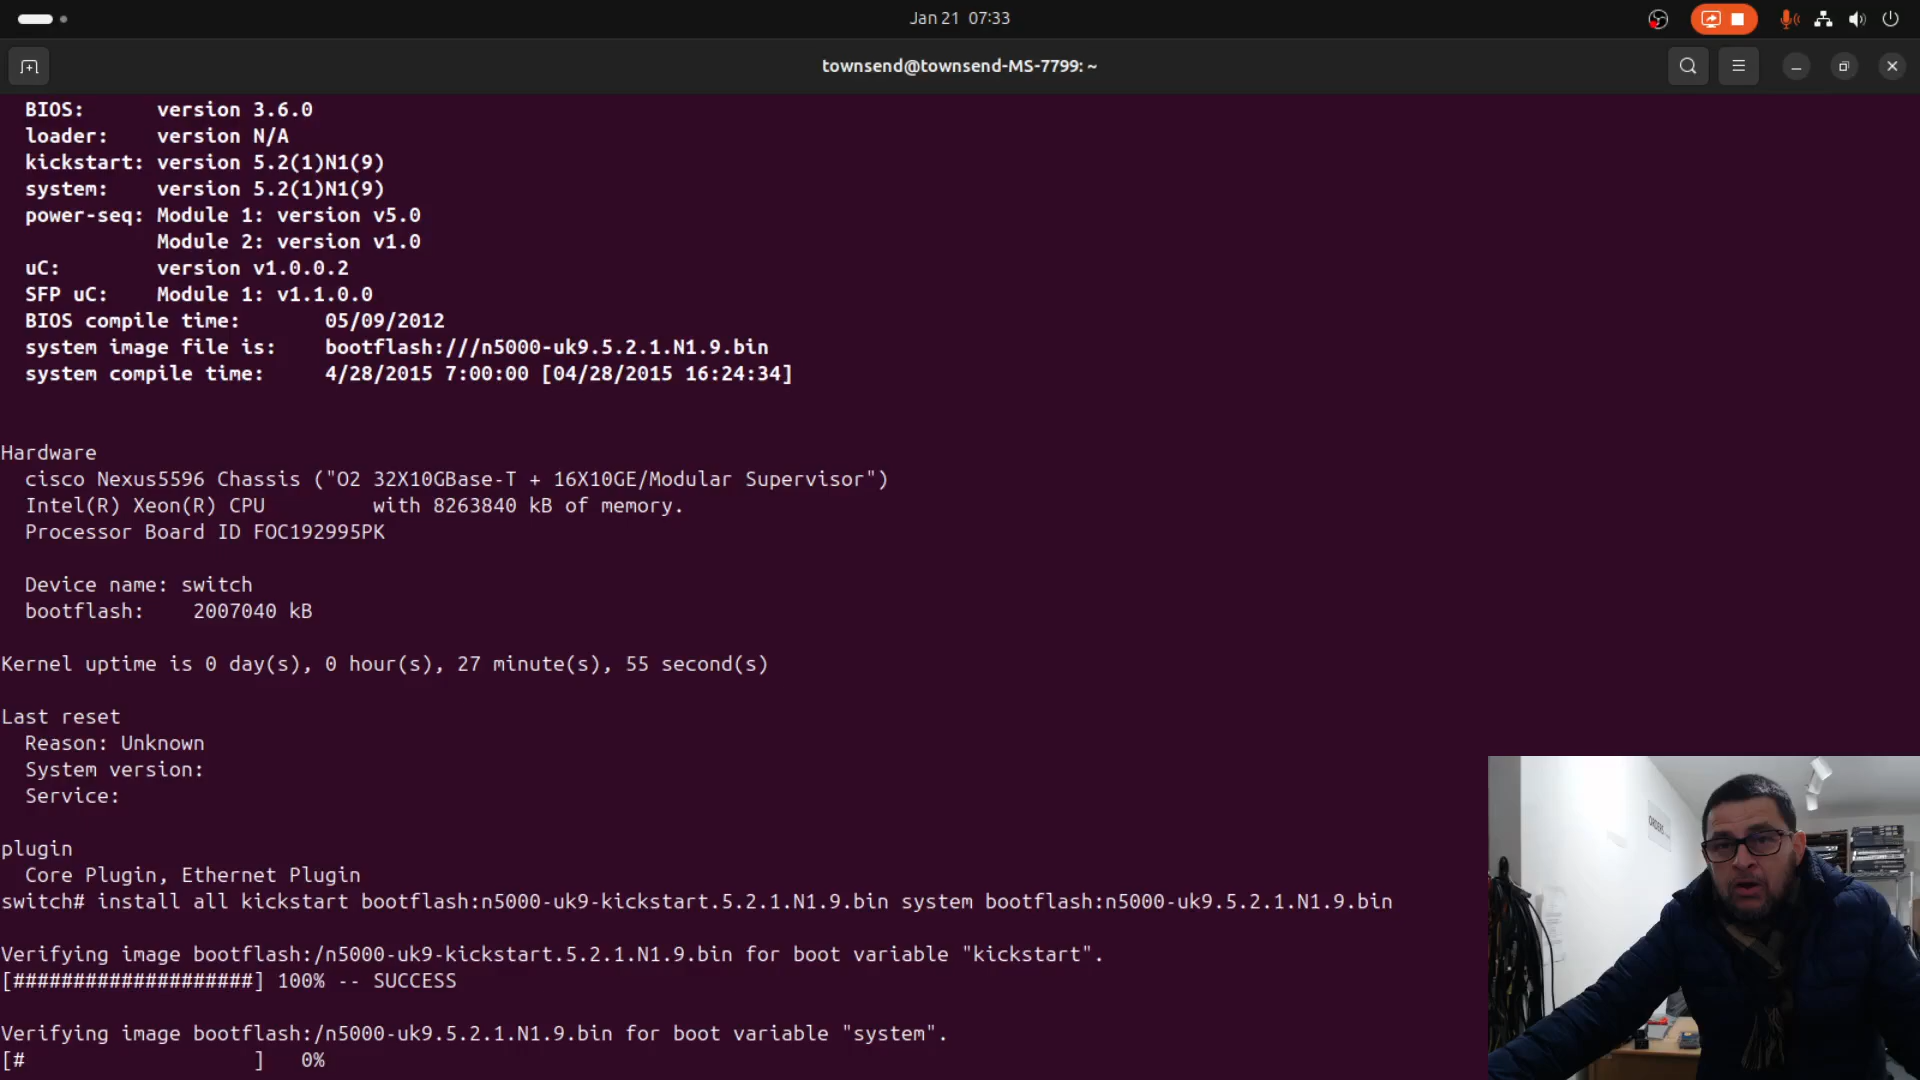 Jan 21 07:33
townsend@townsend-MS-7799: ~
BIOS: version 3.6.0
loader: version N/A
kickstart: version 5.2(1)N1(9)
system: version 5.2(1)N1(9)
power-seq: Module 1: version v5.0
Module 2: version v1.0
uC: version v1.0.0.2
SFP uC: Module 1: v1.1.0.0
BIOS compile time: 05/09/2012
system image file is: bootflash:///n5000-uk9.5.2.1.N1.9.bin
system compile time: 4/28/2015 7:00:00 [04/28/2015 16:24:34]
Hardware
cisco Nexus5596 Chassis ("O2 32X10GBase-T + 16X10GE/Modular Supervisor")
Intel(R) Xeon(R) CPU with 8263840 kB of memory.
Processor Board ID FOC192995PK
Device name: switch
bootflash: 2007040 kB
Kernel uptime is 0 day(s), 0 hour(s), 27 minute(s), 55 second(s)
Last reset
Reason: Unknown
System version:
Service:
plugin
Core Plugin, Ethernet Plugin
switch# install all kickstart bootflash:n5000-uk9-kickstart.5.2.1.N1.9.bin system bootflash:n5000-uk9.5.2.1.N1.9.bin
Verifying image bootflash:/n5000-uk9-kickstart.5.2.1.N1.9.bin for boot variable "kickstart".
[####################] 100% -- SUCCESS
Verifying image bootflash:/n5000-uk9.5.2.1.N1.9.bin for boot variable "system".
[# ] 0%